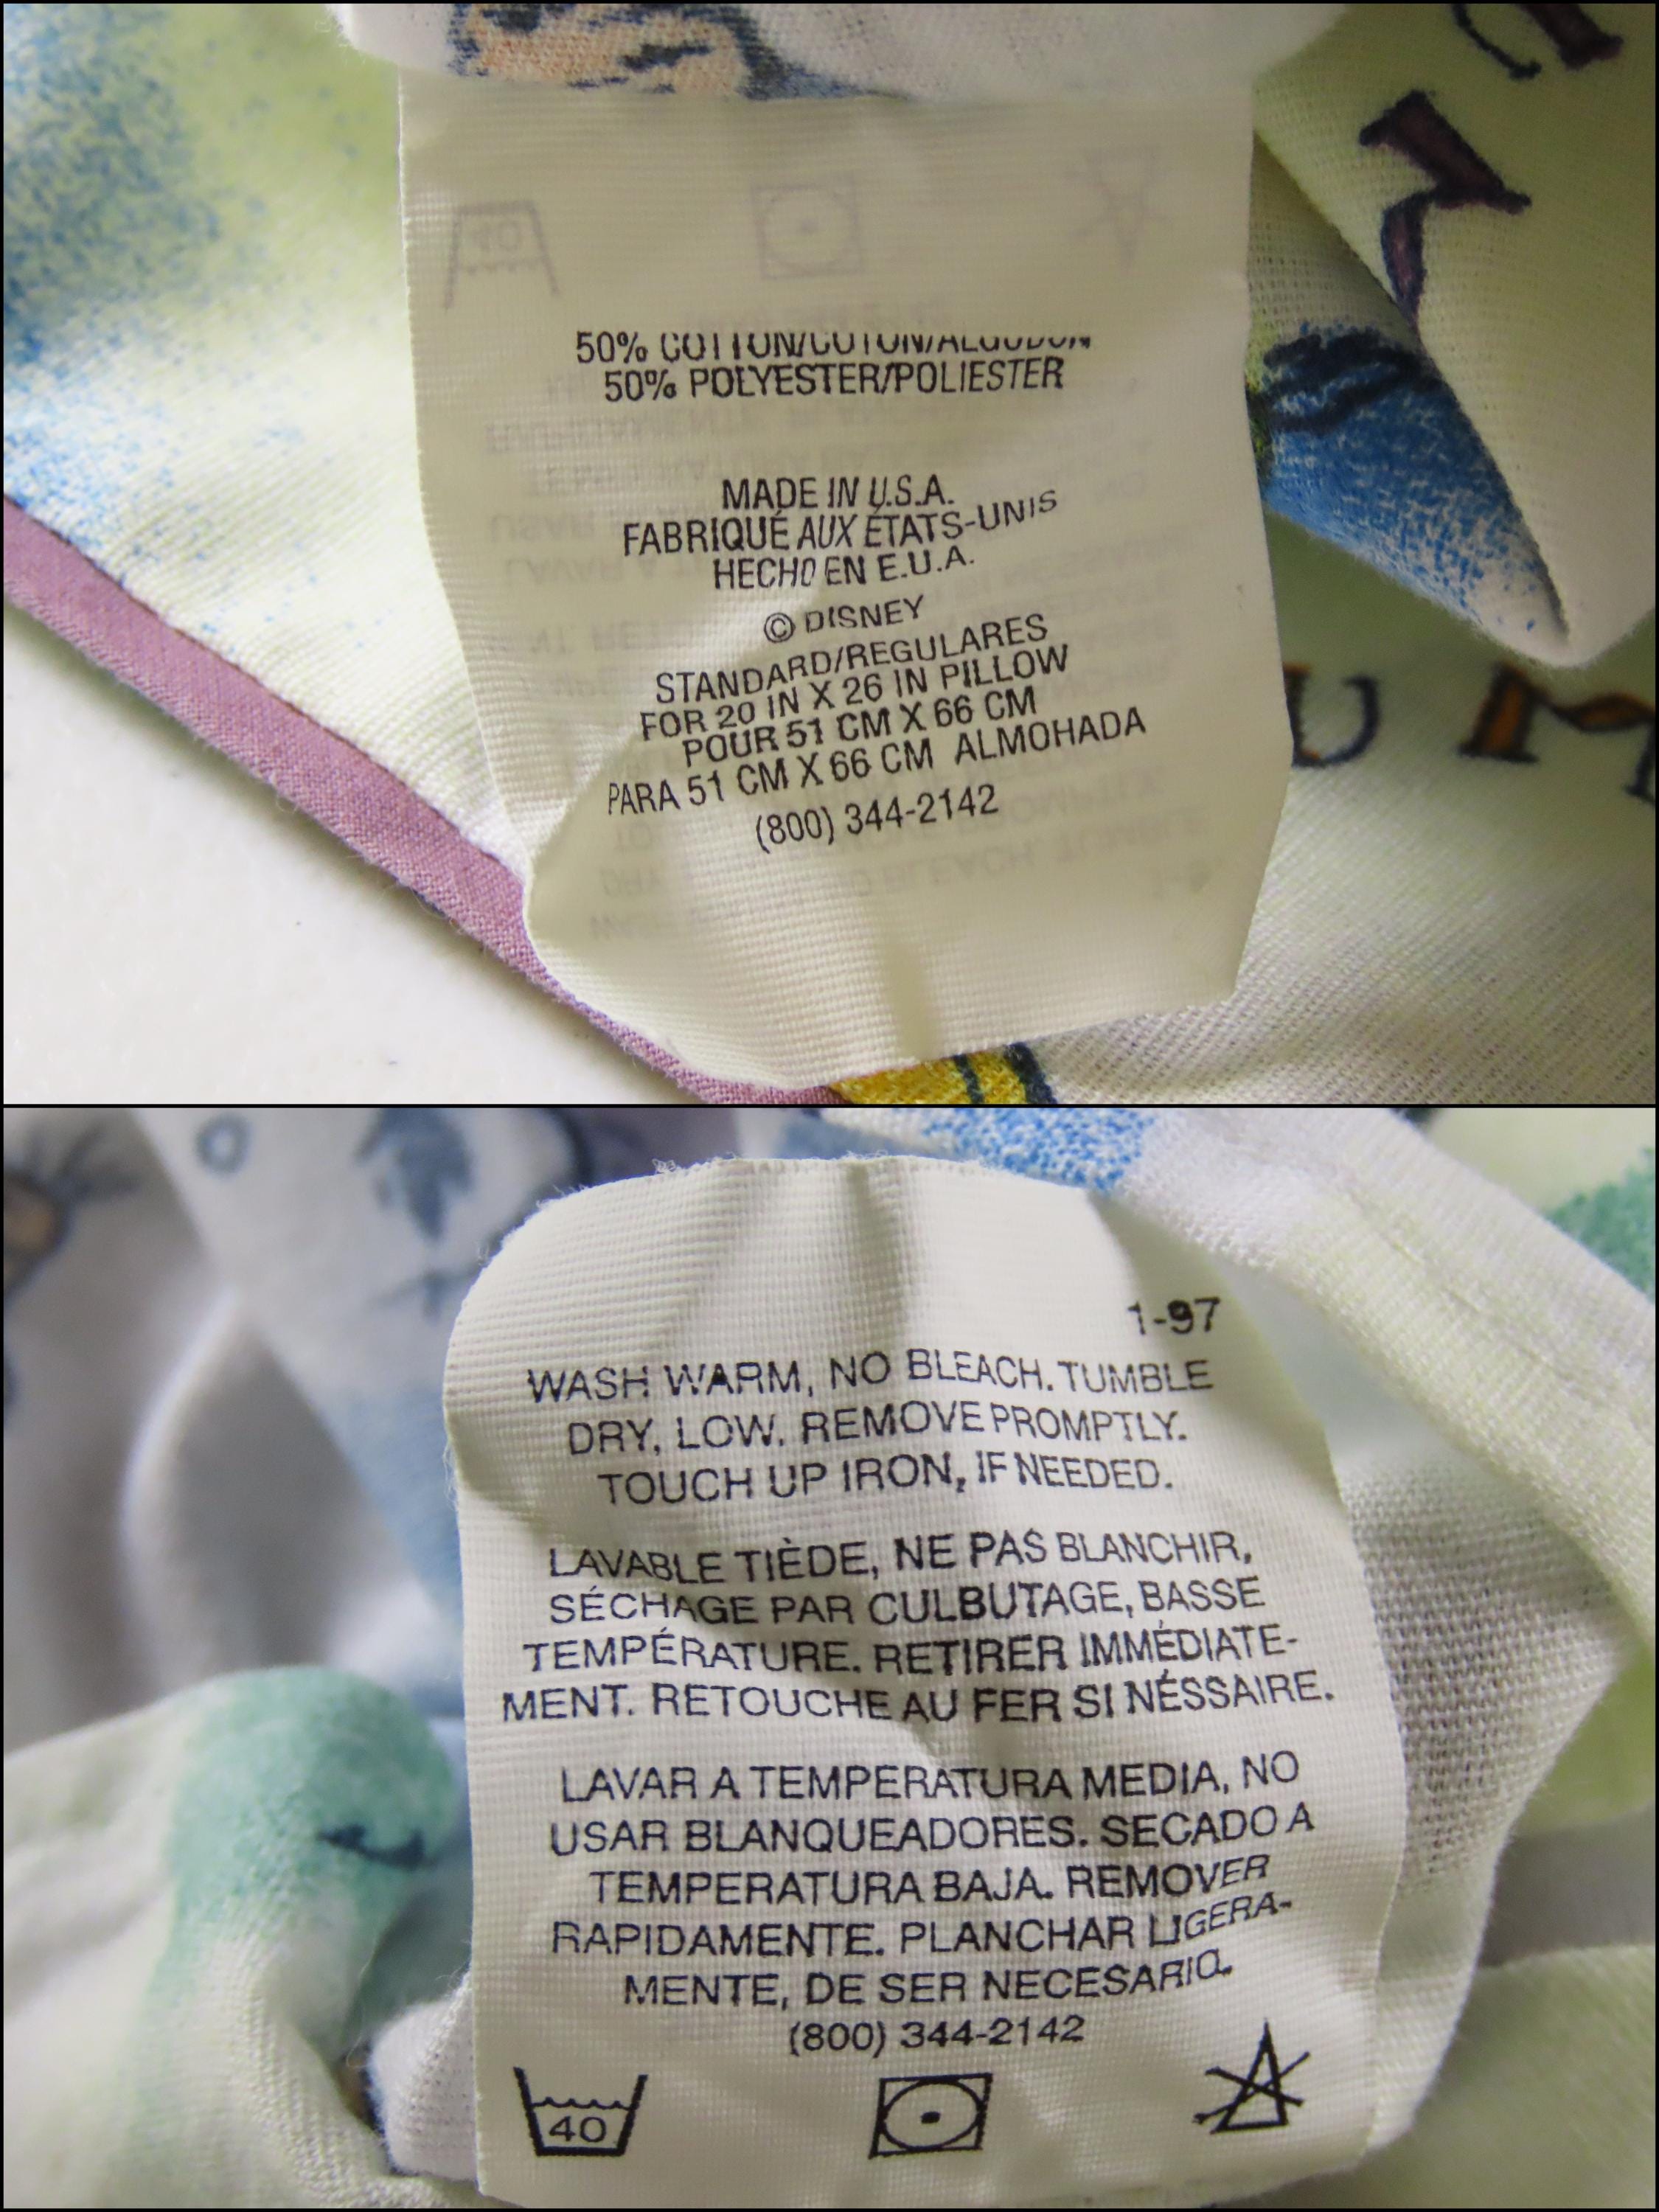 50% COTTON/COTON/ALGODON
50% POLYESTER/POLIESTER
MADE IN U.S.A.
FABRIQUÉ AUX ÉTATS-UNIS
HECHO EN E.U.A.
© DISNEY
STANDARD/REGULARES
FOR 20 IN X 26 IN PILLOW
POUR 51 CM X 66 CM
PARA 51 CM X 66 CM ALMOHADA
(800) 344-2142
1-97
WASH WARM, NO BLEACH. TUMBLE
DRY, LOW. REMOVE PROMPTLY.
TOUCH UP IRON, IF NEEDED.
LAVABLE TIÈDE, NE PAS BLANCHIR,
SÉCHAGE PAR CULBUTAGE, BASSE
TEMPÉRATURE. RETIRER IMMÉDIATE-
MENT. RETOUCHE AU FER SI NÉSSAIRE.
LAVAR A TEMPERATURA MEDIA, NO
USAR BLANQUEADORES. SECADO A
TEMPERATURA BAJA. REMOVER
RAPIDAMENTE. PLANCHAR LIGERA-
MENTE, DE SER NECESARIO.
(800) 344-2142
40